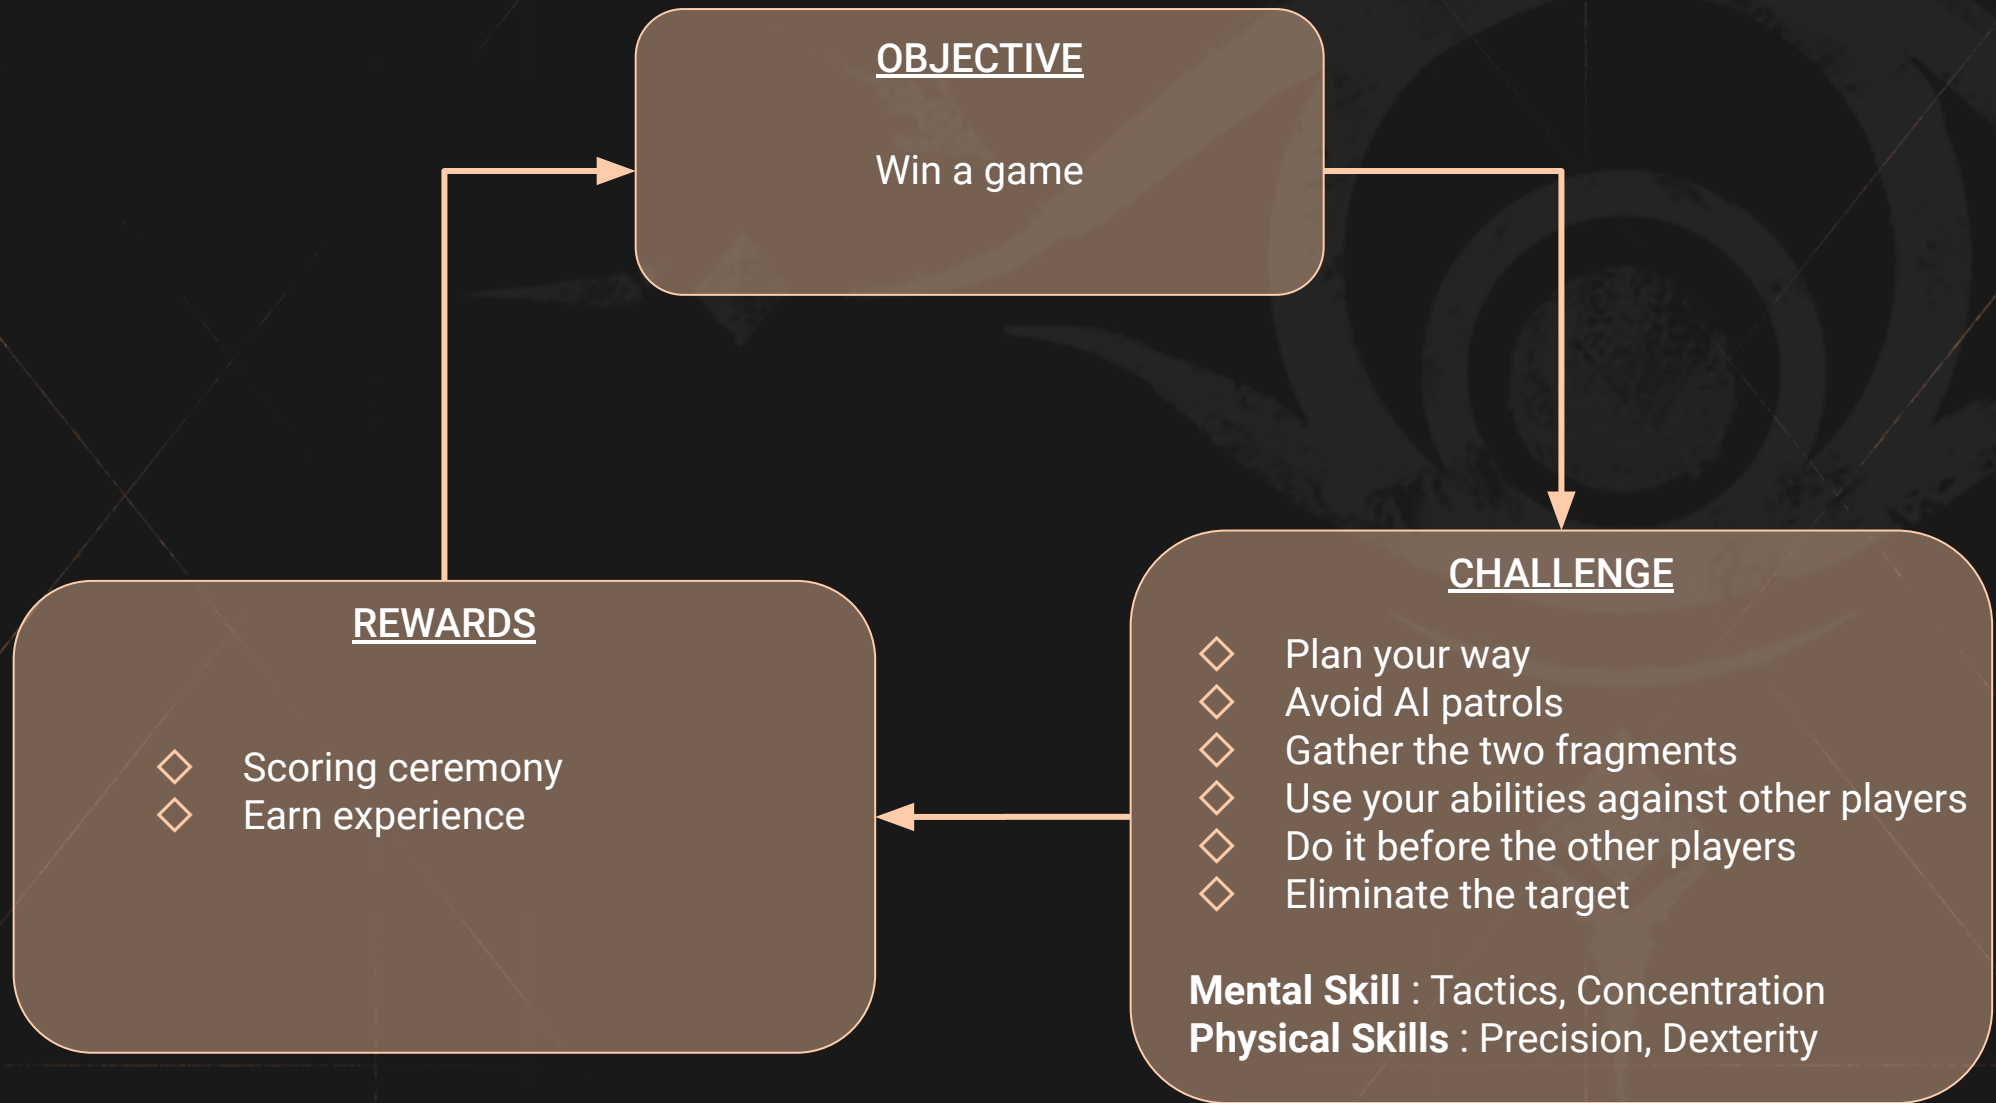 OBJECTIVE
Win a game
CHALLENGE
Plan your way
Avoid AI patrols
Gather the two fragments
Use your abilities against other players
Do it before the other players
Eliminate the target
Mental Skill : Tactics, Concentration
Physical Skills : Precision, Dexterity
REWARDS
Scoring ceremony
Earn experience